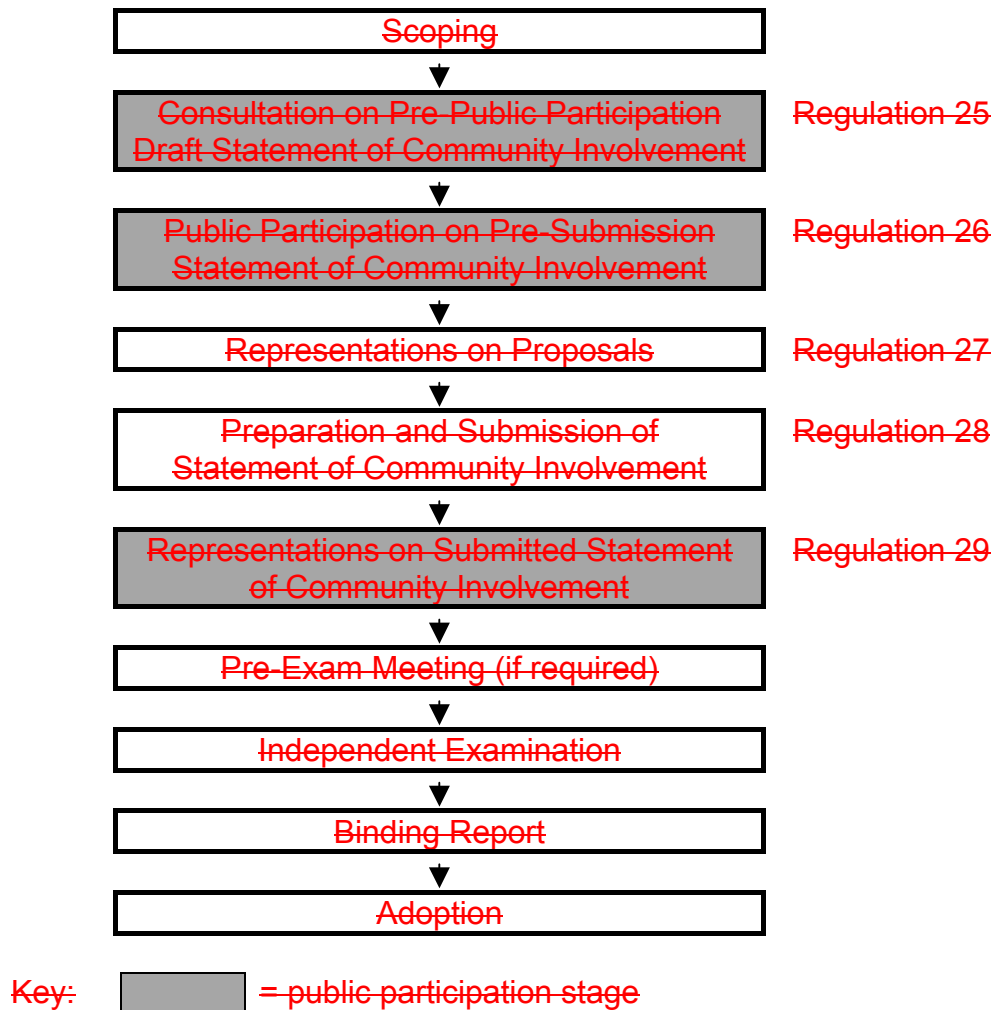 Scoping
Consultation on Pre-Public Participation
Draft Statement of Community Involvement
Regulation 25
Public Participation on Pre-Submission
Statement of Community Involvement
Regulation 26
Representations on Proposals
Regulation 27
Preparation and Submission of
Statement of Community Involvement
Regulation 28
Representations on Submitted Statement
of Community Involvement
Regulation 29
Pre-Exam Meeting (if required)
Independent Examination
Binding Report
Adoption
Key: = public participation stage